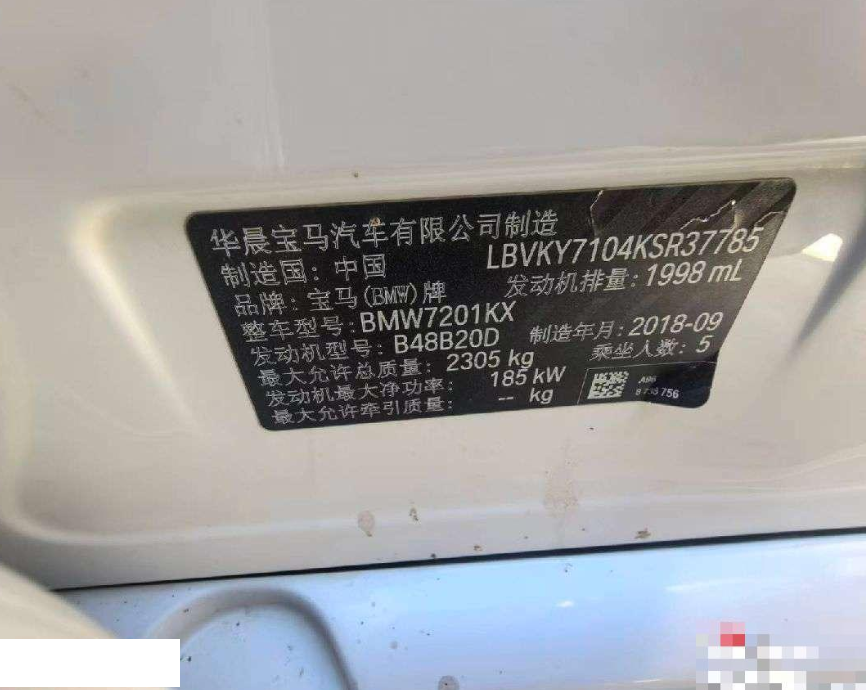 华晨宝马汽车有限公司制造
LBVKY7104KSR37785
制造国: 中国
发动机排量: 1998 mL
品牌: 宝马(BMW)牌
整车型号: BMW7201KX
制造年月: 2018-09
发动机型号: B48B20D
乘坐人数: 5
最大允许总质量: 2305 kg
发动机最大净功率: 185 kW
最大允许牵引质量: -- kg